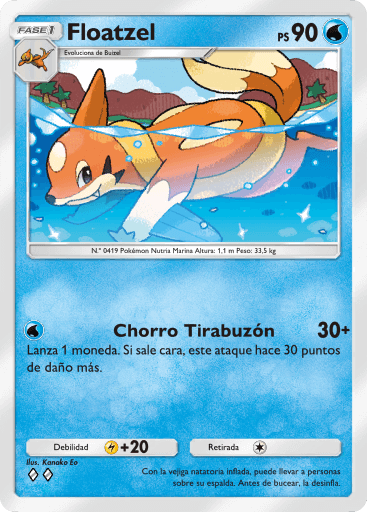 FASE 1 Floatzel PS 90
Evoluciona de Buizel
N.º 0419 Pokémon Nutria Marina Altura: 1,1 m Peso: 33,5 kg
Chorro Tirabuzón 30+
Lanza 1 moneda. Si sale cara, este ataque hace 30 puntos
de daño más.
Debilidad +20 Retirada
Ilus. Kanako Eo
Con la vejiga natatoria inflada, puede llevar a personas
sobre su espalda. Antes de bucear, la desinfla.